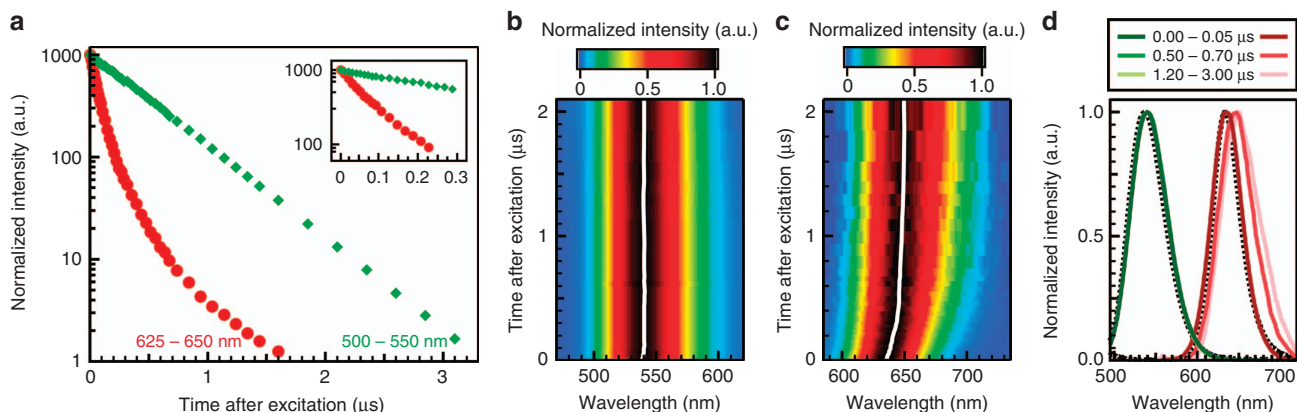 a
1000
100
10
1
Normalized intensity (a.u.)
1000
100
0
0.1
0.2
0.3
625 – 650 nm
500 – 550 nm
0
1
2
3
Time after excitation (μs)
b
Normalized intensity (a.u.)
0
0.5
1.0
2
1
0
Time after excitation (μs)
500
550
600
Wavelength (nm)
c
Normalized intensity (a.u.)
0
0.5
1.0
2
1
0
Time after excitation (μs)
600
650
700
Wavelength (nm)
d
0.00 – 0.05 μs
0.50 – 0.70 μs
1.20 – 3.00 μs
1.0
0.5
0.0
Normalized intensity (a.u.)
500
600
700
Wavelength (nm)